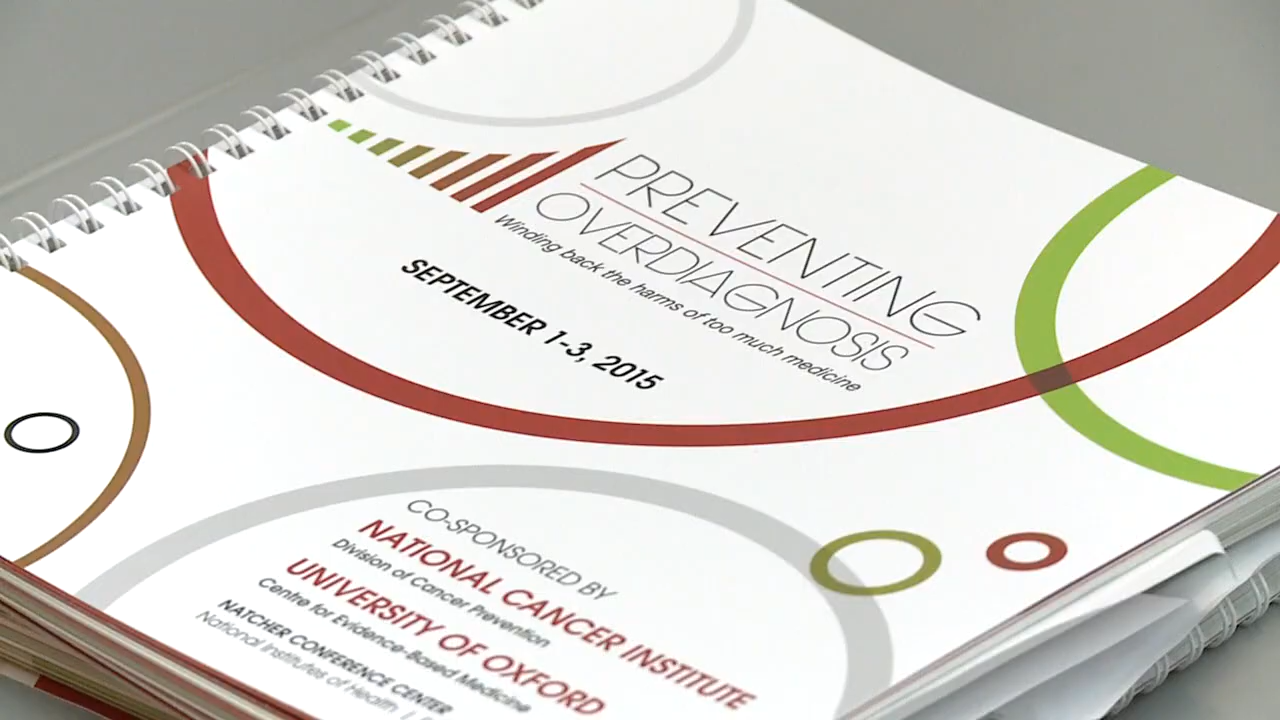 PREVENTING
OVERDIAGNOSIS
Winding back the harms of too much medicine
SEPTEMBER 1-3, 2015
CO-SPONSORED BY
NATIONAL CANCER INSTITUTE
Division of Cancer Prevention
UNIVERSITY OF OXFORD
Centre for Evidence-Based Medicine
NATCHER CONFERENCE CENTER
National Institutes of Health |